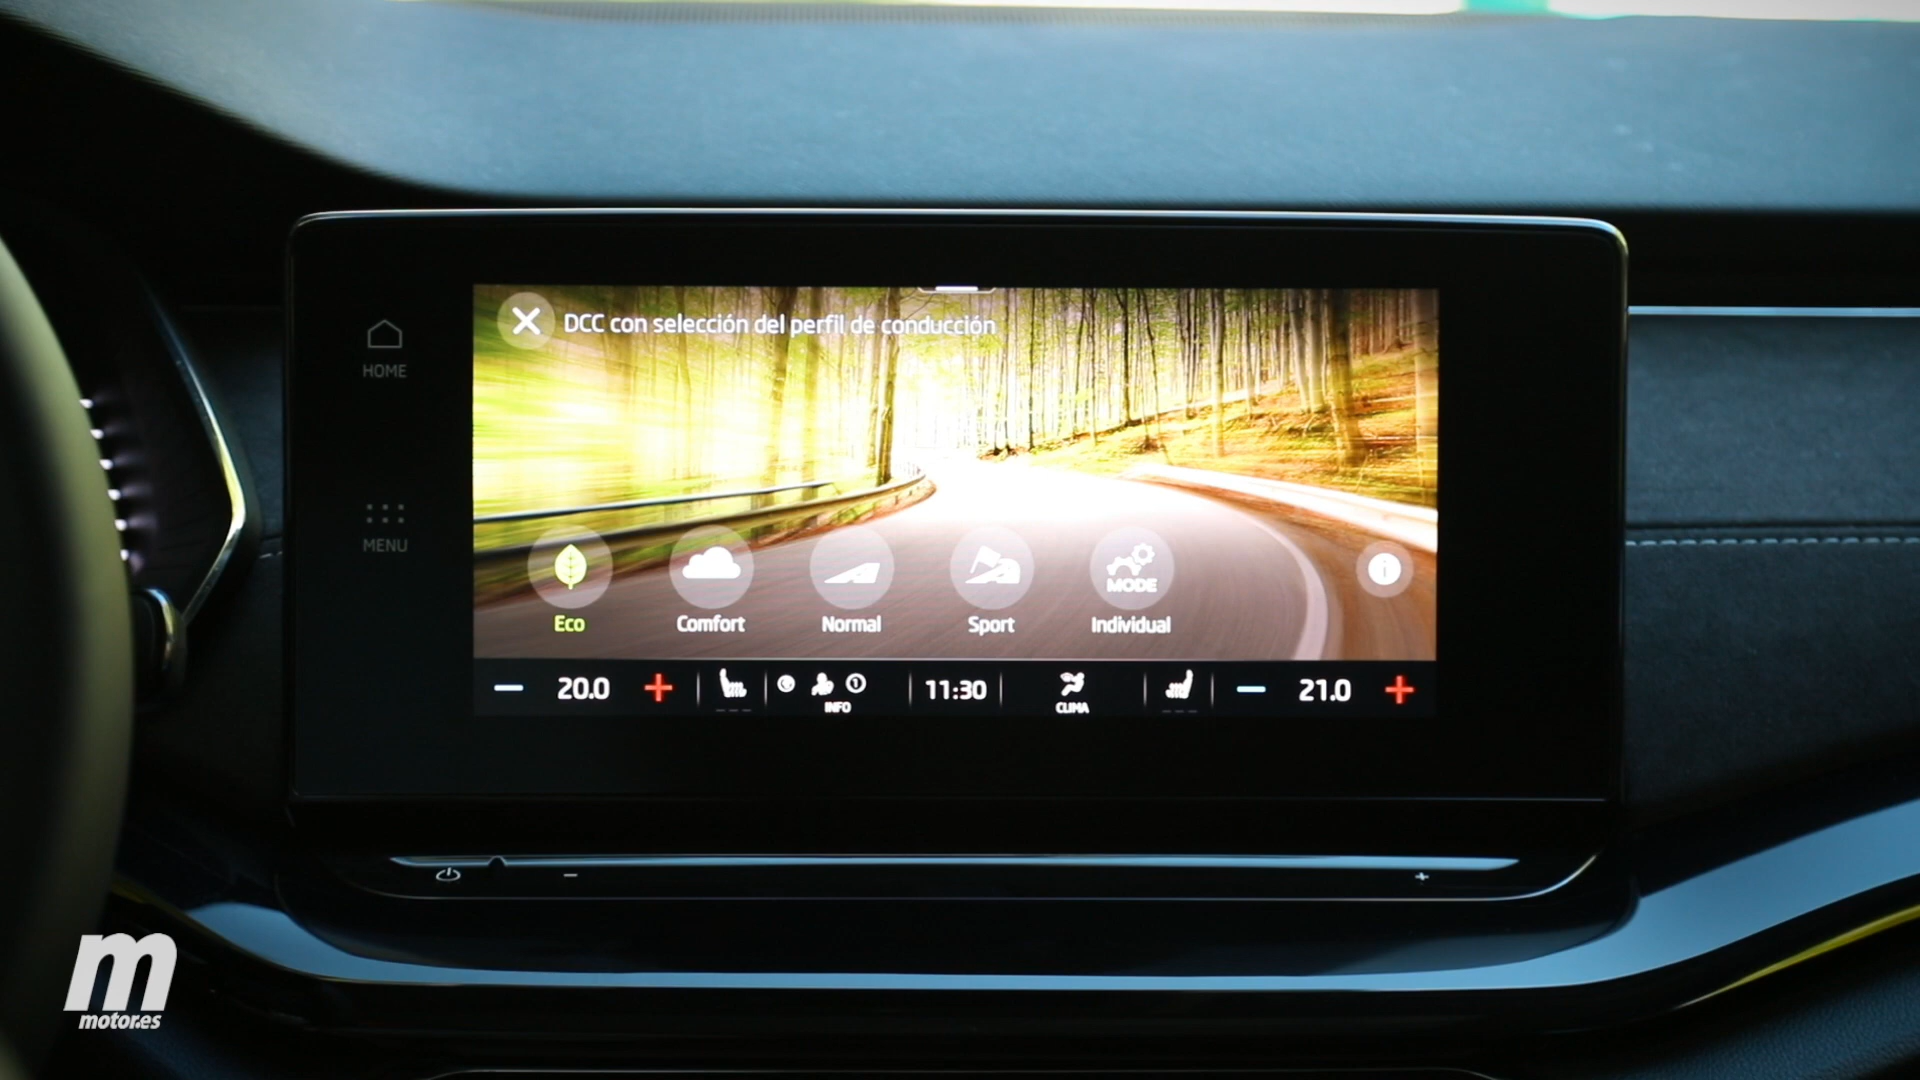 DCC con selección del perfil de conducción
HOME
MENU
MODE
Eco Comfort Normal Sport Individual
20.0 11:30 21.0
INFO CLIMA
m
motor.es